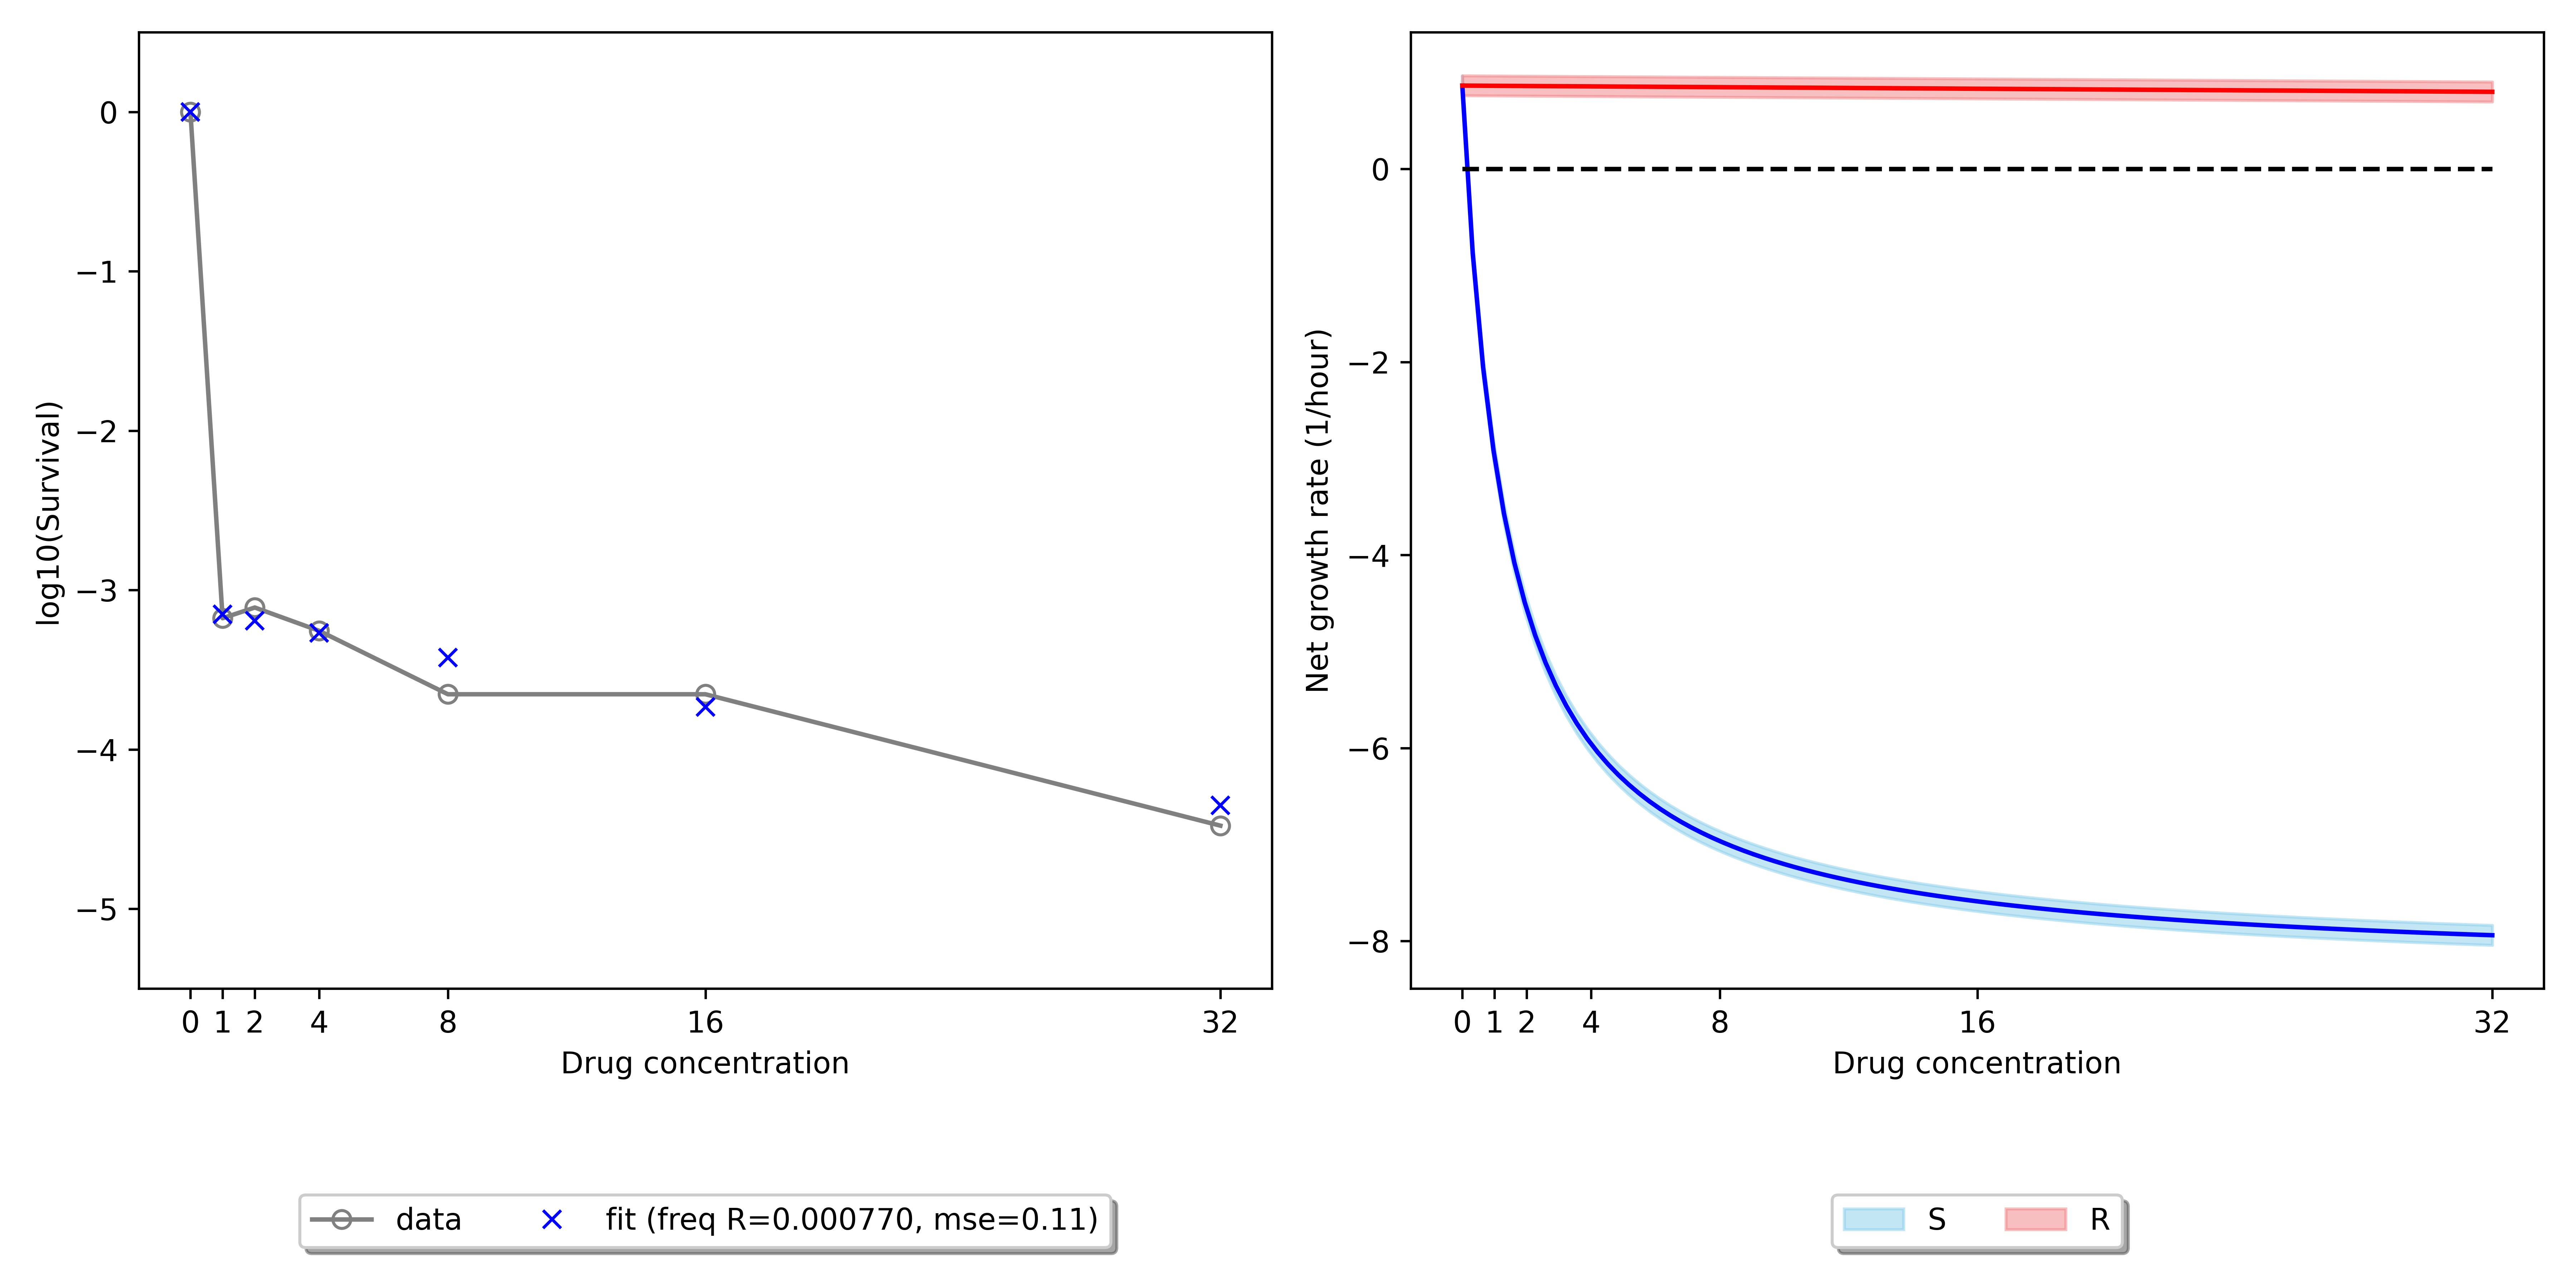 log10(Survival)
0
−1
−2
−3
−4
−5
0 1 2 4 8 16 32
Drug concentration
data fit (freq R=0.000770, mse=0.11)
Net growth rate (1/hour)
0
−2
−4
−6
−8
0 1 2 4 8 16 32
Drug concentration
S R